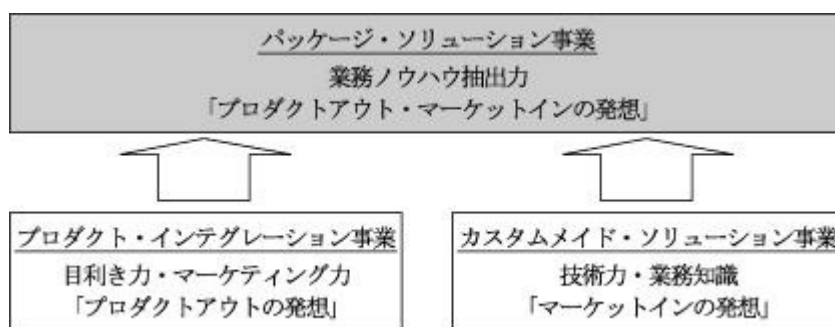 パッケージ・ソリューション事業
業務ノウハウ抽出力
「プロダクトアウト・マーケットインの発想」
プロダクト・インテグレーション事業
目利き力・マーケティング力
「プロダクトアウトの発想」
カスタムメイド・ソリューション事業
技術力・業務知識
「マーケットインの発想」